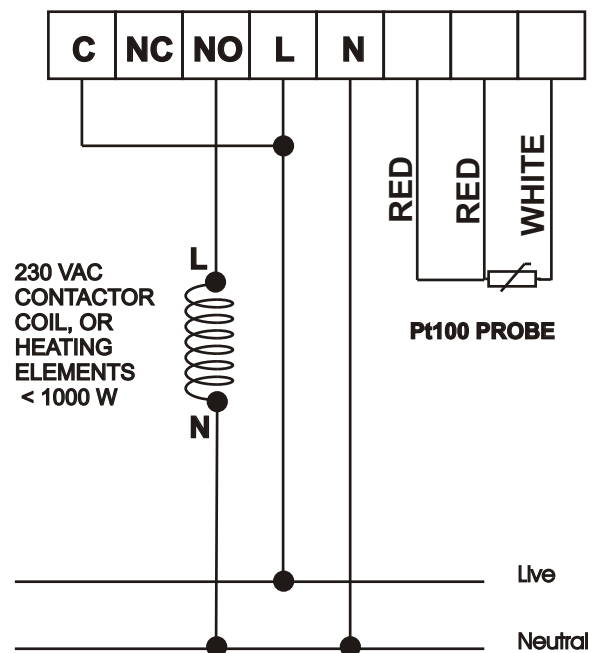 C NC NO L N
RED
RED
WHITE
L
230 VAC
CONTACTOR
COIL, OR
HEATING
ELEMENTS
< 1000 W
Pt100 PROBE
N
Live
Neutral